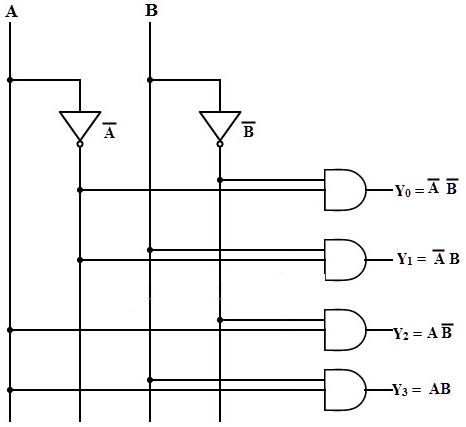 A B
A̅ B̅
Y₀ = A̅ B̅
Y₁ = A̅ B
Y₂ = A B̅
Y₃ = AB